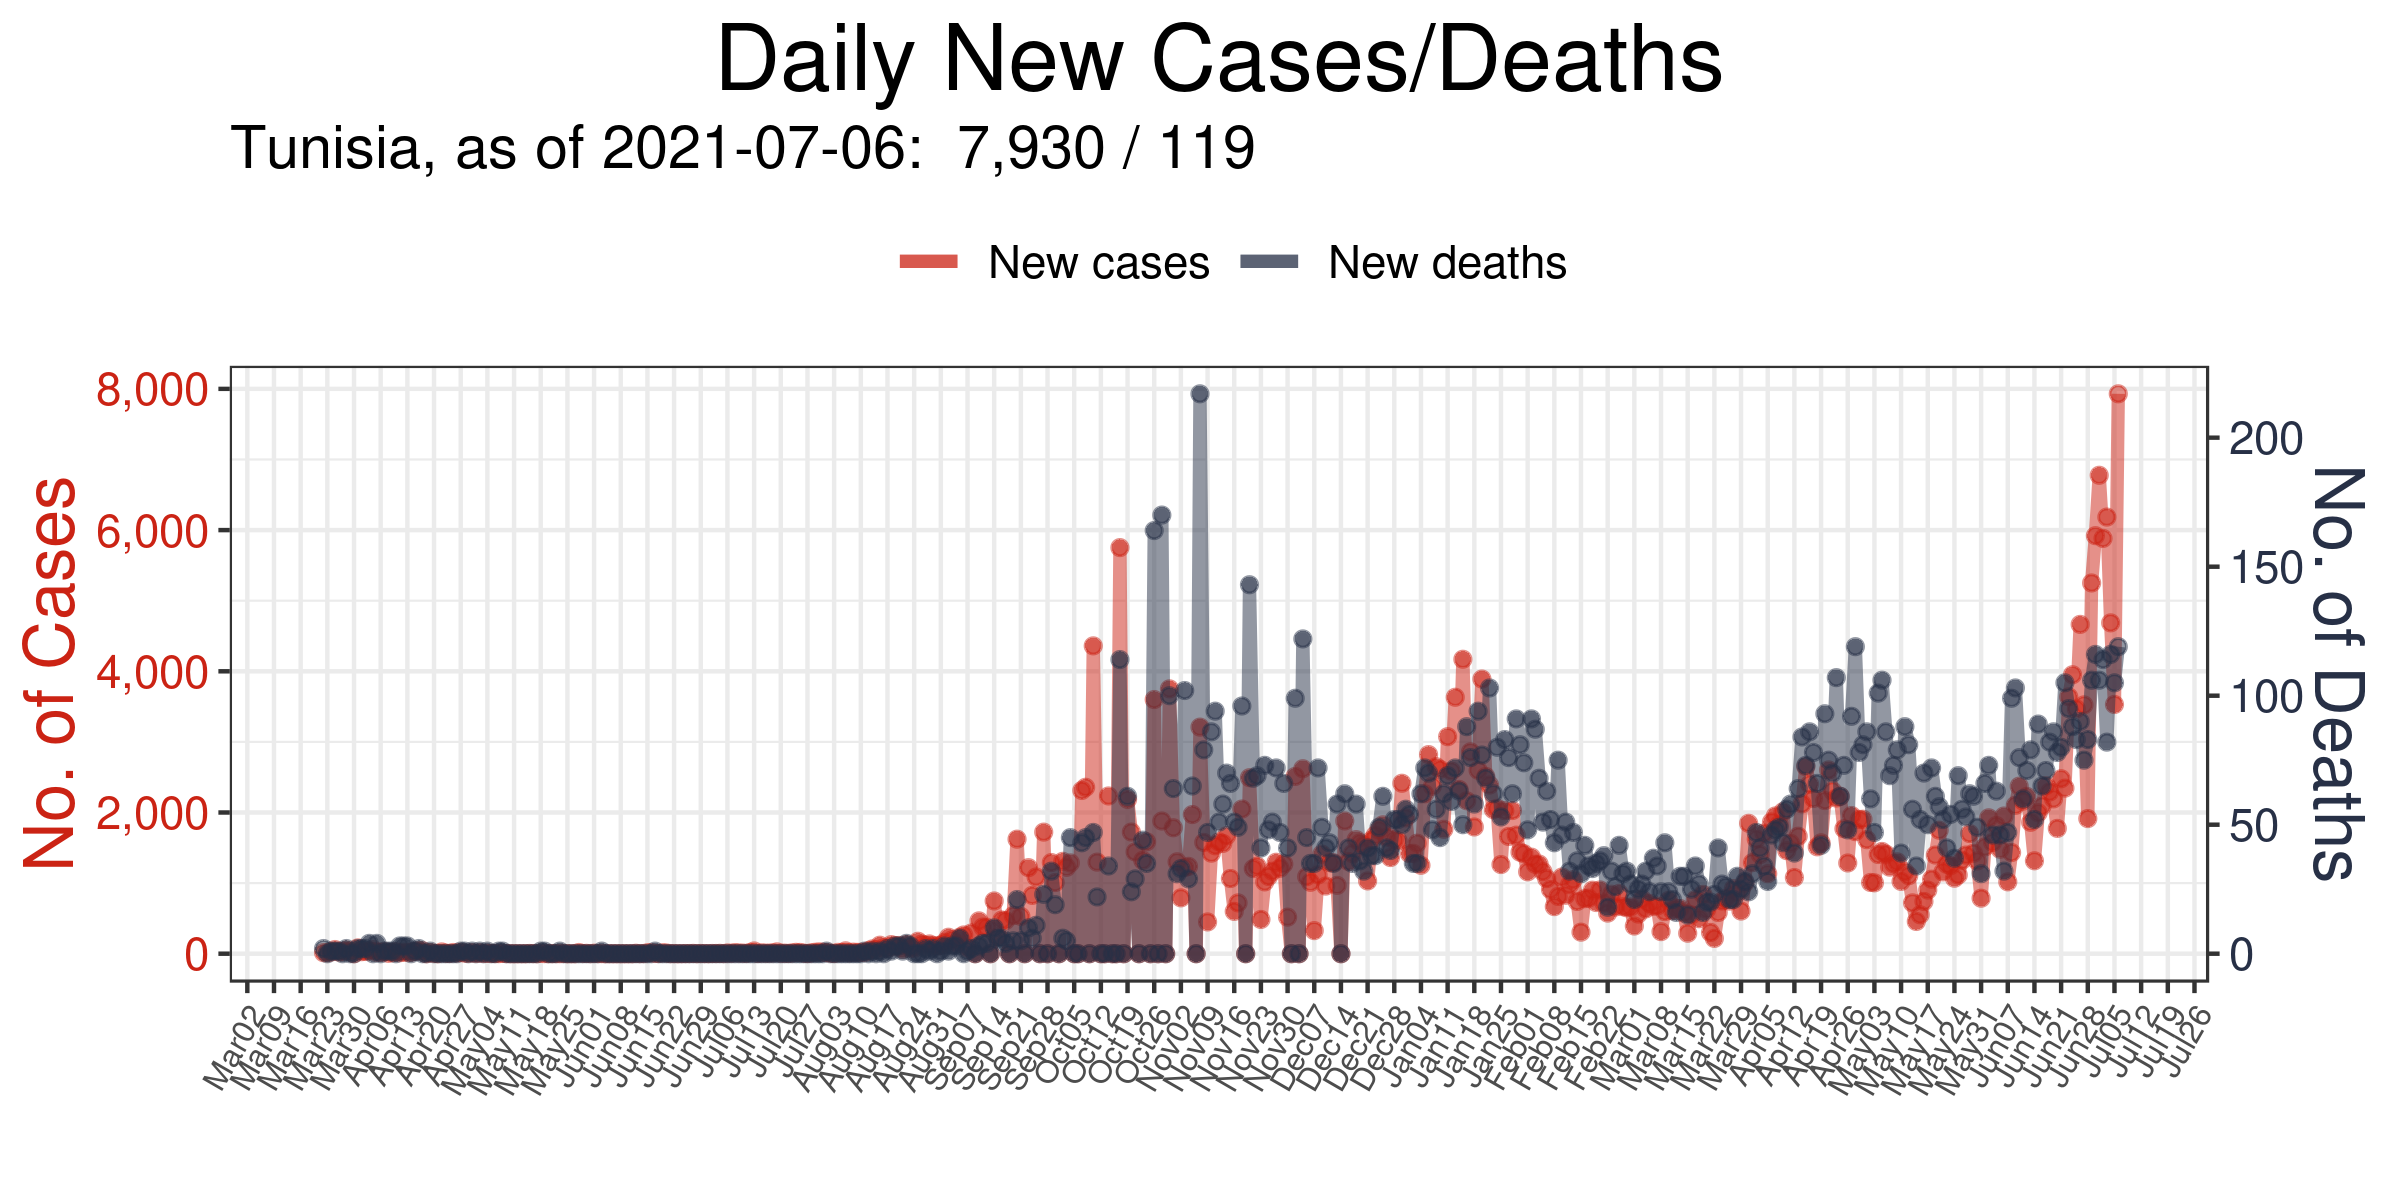 Daily New Cases/Deaths
Tunisia, as of 2021-07-06: 7,930 / 119
New cases
New deaths
No. of Cases
8,000
6,000
4,000
2,000
0
200
150
100
50
0
No. of Deaths
Mar02
Mar09
Mar16
Mar23
Mar30
Apr06
Apr13
Apr20
Apr27
May04
May11
May18
May25
Jun01
Jun08
Jun15
Jun22
Jun29
Jul06
Jul13
Jul20
Jul27
Aug03
Aug10
Aug17
Aug24
Aug31
Sep07
Sep14
Sep21
Sep28
Oct05
Oct12
Oct19
Oct26
Nov02
Nov09
Nov16
Nov23
Nov30
Dec07
Dec14
Dec21
Dec28
Jan04
Jan11
Jan18
Jan25
Feb01
Feb08
Feb15
Feb22
Mar01
Mar08
Mar15
Mar22
Mar29
Apr05
Apr12
Apr19
Apr26
May03
May10
May17
May24
May31
Jun07
Jun14
Jun21
Jun28
Jul05
Jul12
Jul19
Jul26